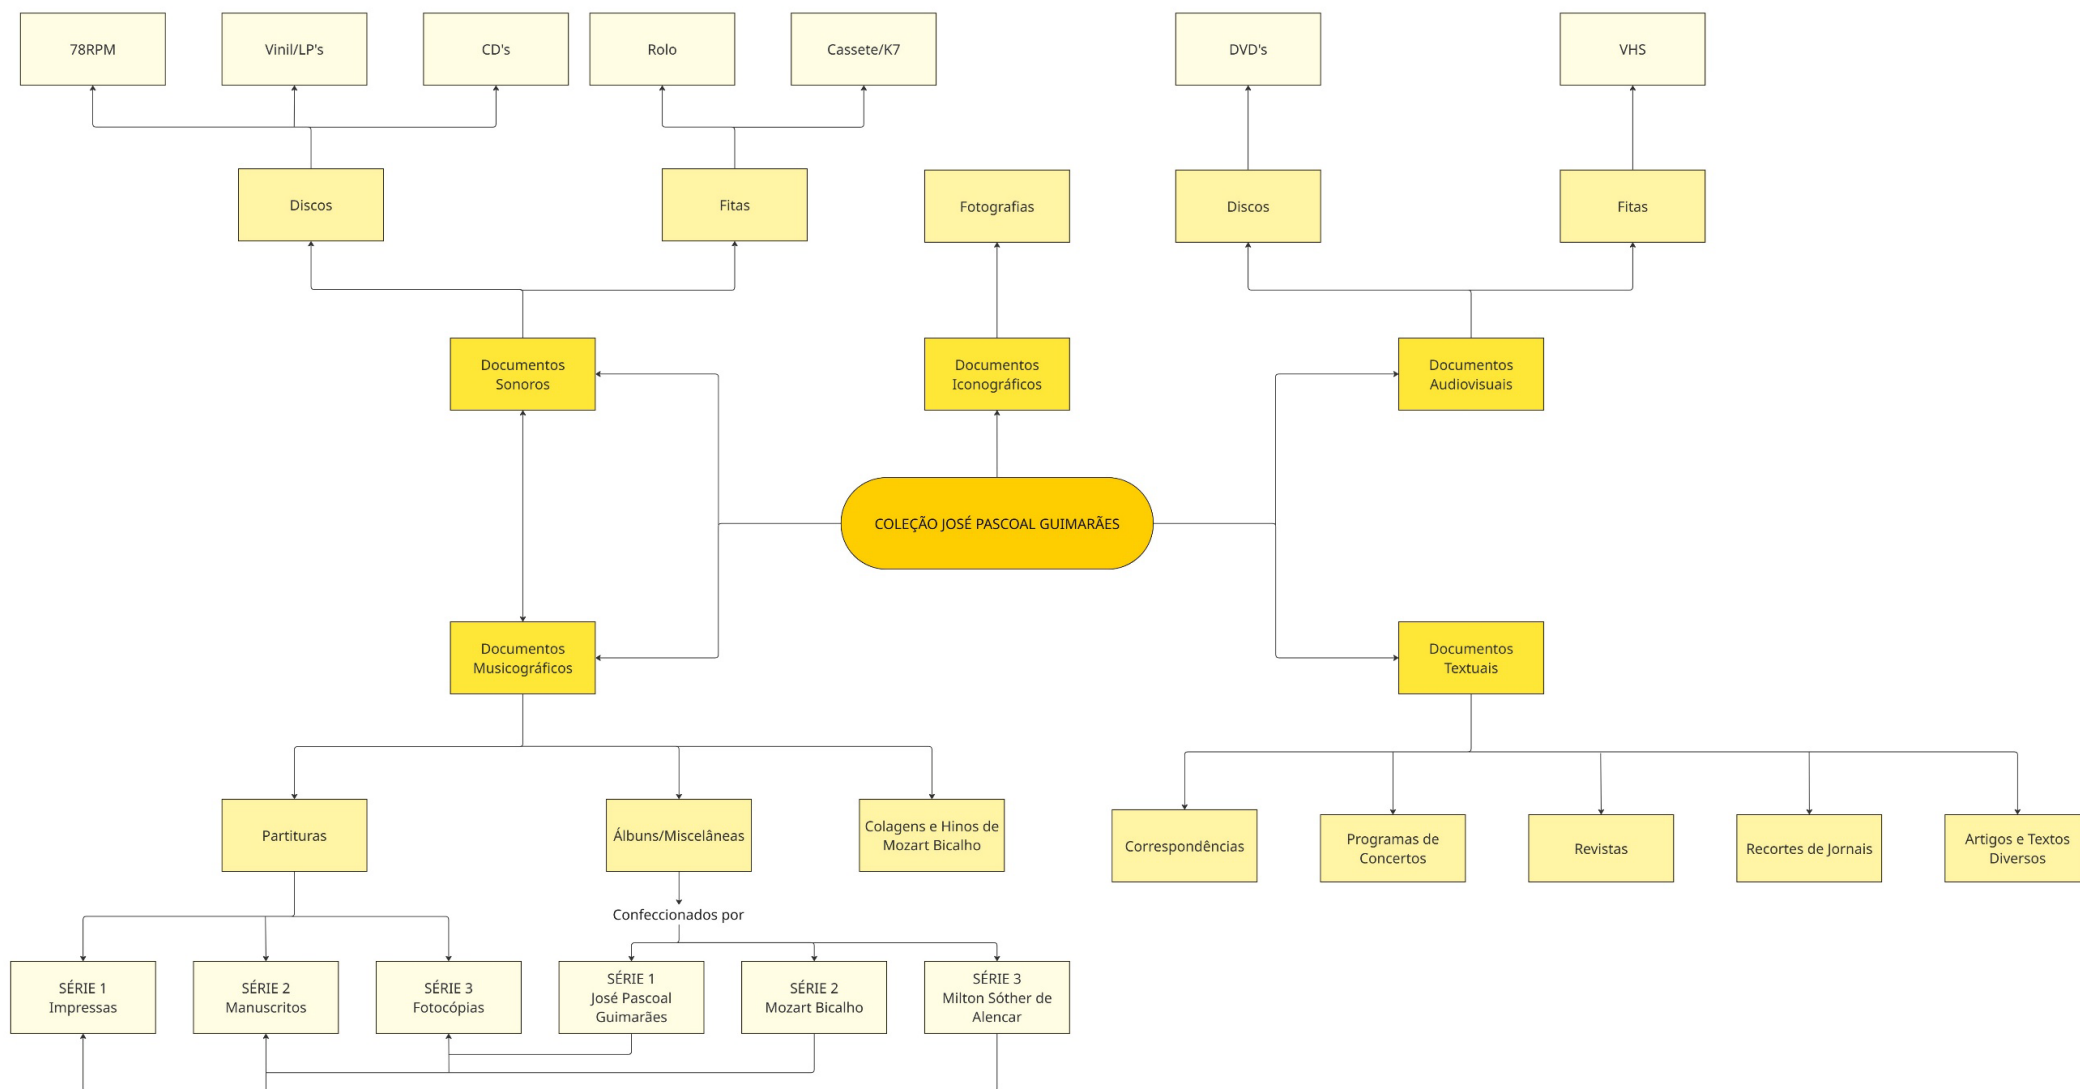 78RPM
Vinil/LP's
CD's
Rolo
Cassete/K7
DVD's
VHS
Discos
Fitas
Fotografias
Discos
Fitas
Documentos
Sonoros
Documentos
Iconográficos
Documentos
Audiovisuais
COLEÇÃO JOSÉ PASCOAL GUIMARÃES
Documentos
Musicográficos
Documentos
Textuais
Partituras
Álbuns/Miscelâneas
Colagens e Hinos de
Mozart Bicalho
Correspondências
Programas de
Concertos
Revistas
Recortes de Jornais
Artigos e Textos
Diversos
Confeccionados por
SÉRIE 1
Impressas
SÉRIE 2
Manuscritos
SÉRIE 3
Fotocópias
SÉRIE 1
José Pascoal
Guimarães
SÉRIE 2
Mozart Bicalho
SÉRIE 3
Milton Sóther de
Alencar